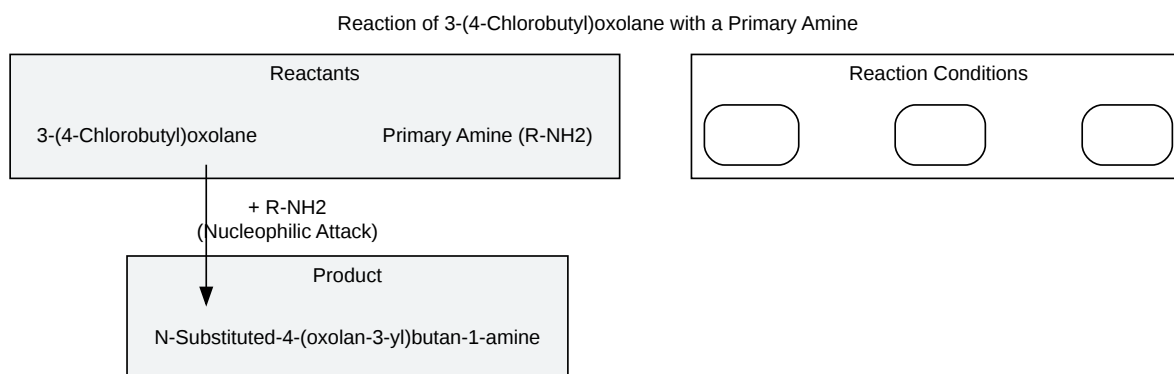 Reaction of 3-(4-Chlorobutyl)oxolane with a Primary Amine
Reactants
3-(4-Chlorobutyl)oxolane
Primary Amine (R-NH2)
Reaction Conditions
+ R-NH2
(Nucleophilic Attack)
Product
N-Substituted-4-(oxolan-3-yl)butan-1-amine